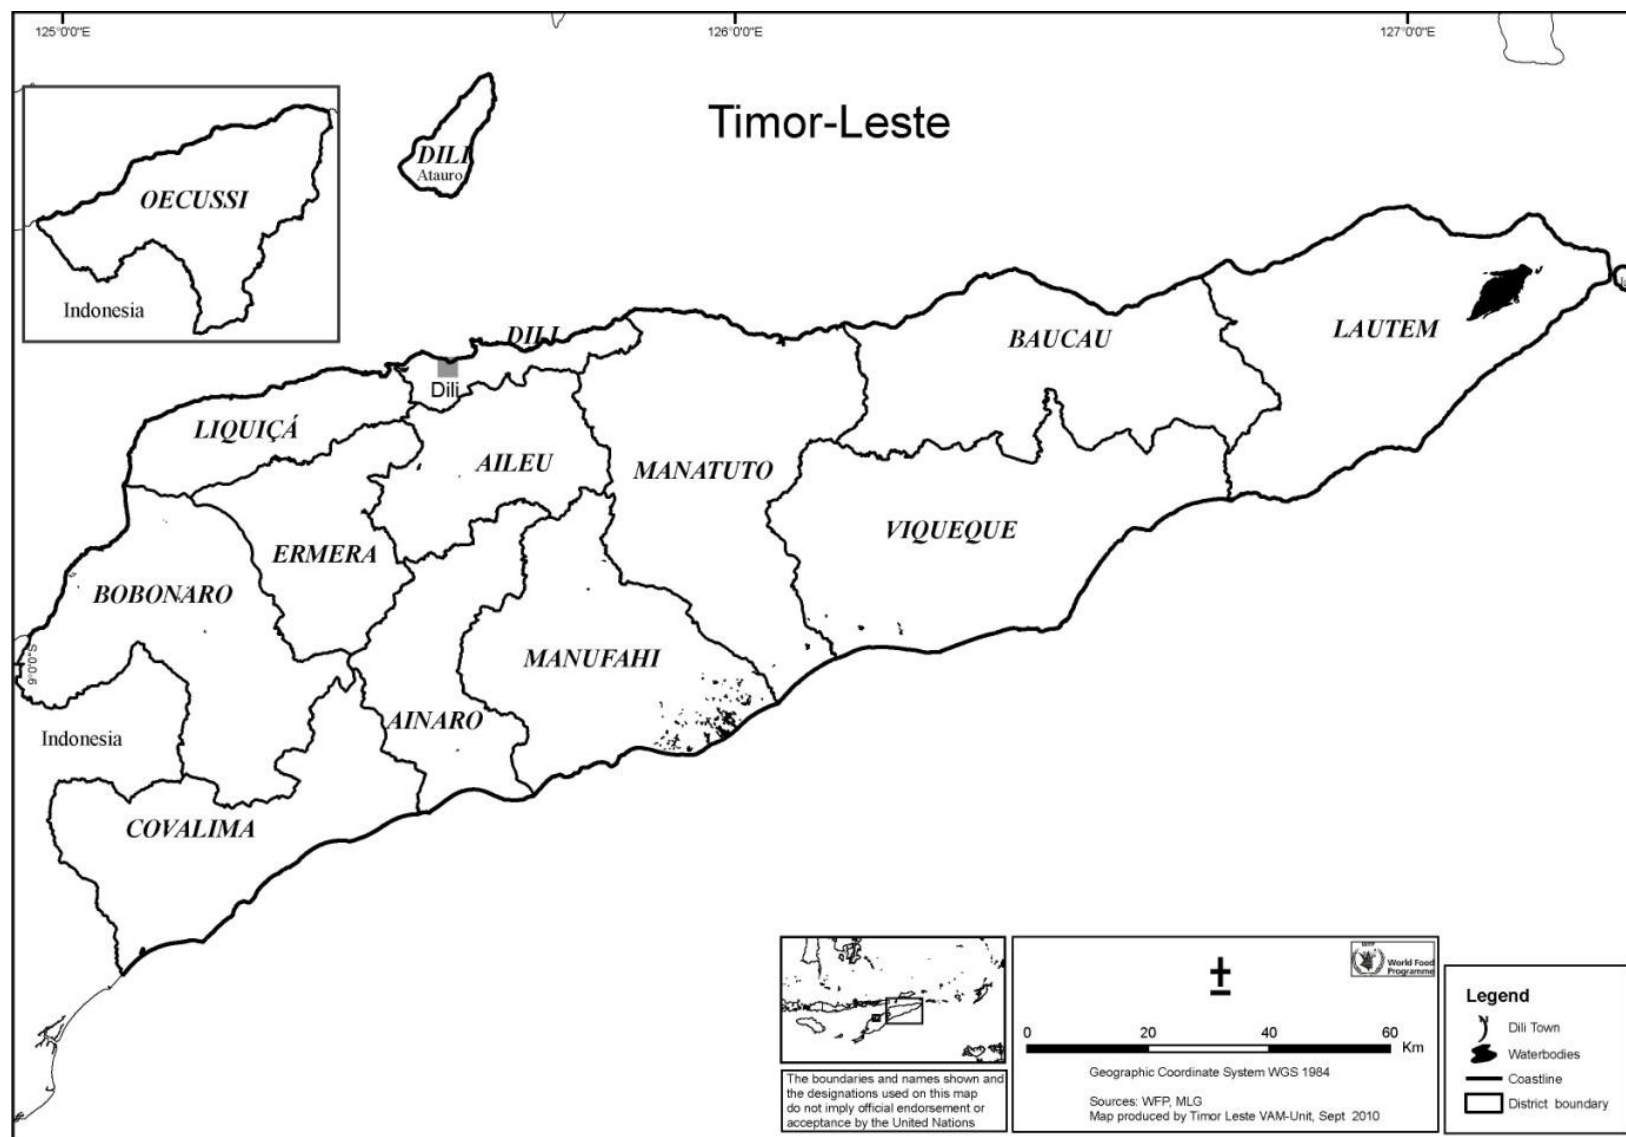 125°0'0"E
126°0'0"E
127°0'0"E
Timor-Leste
OECUSSI
Indonesia
DILI
Atauro
DILI
Dili
BAUCAU
LAUTEM
LIQUIÇÁ
AILEU
MANATUTO
VIQUEQUE
ERMERA
BOBONARO
MANUFAHI
9°0'0"S
AINARO
Indonesia
COVALIMA
The boundaries and names shown and
the designations used on this map
do not imply official endorsement or
acceptance by the United Nations
WFP
World Food
Programme
0 20 40 60
Km
Geographic Coordinate System WGS 1984
Sources: WFP, MLG
Map produced by Timor Leste VAM-Unit, Sept 2010
Legend
Dili Town
Waterbodies
Coastline
District boundary